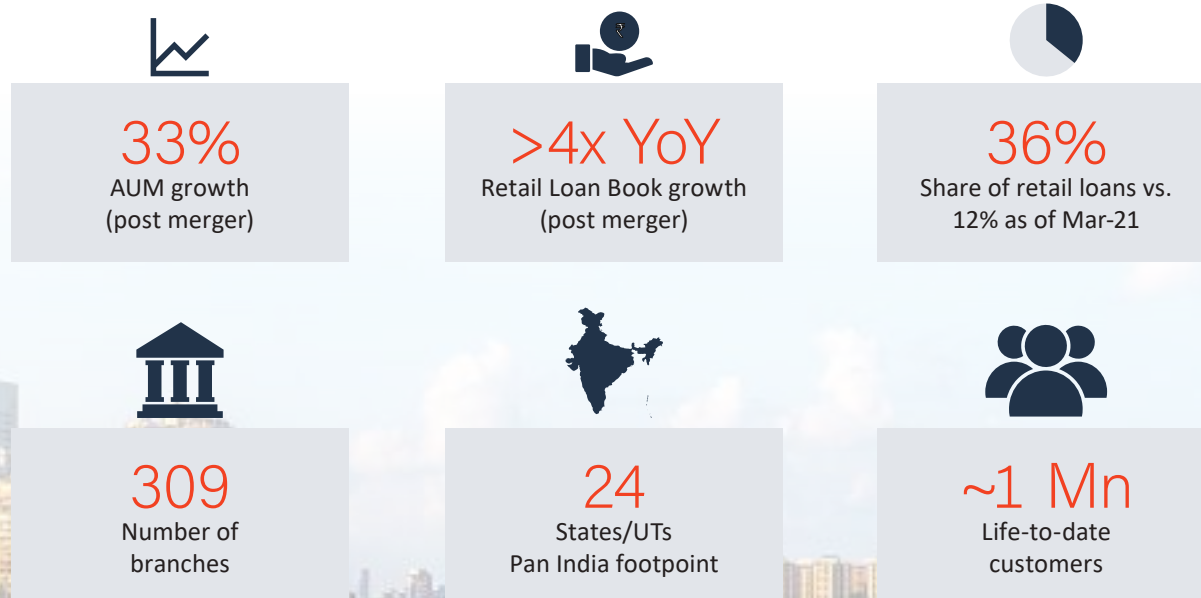 ₹
33%
AUM growth
(post merger)
>4x YoY
Retail Loan Book growth
(post merger)
36%
Share of retail loans vs.
12% as of Mar-21
309
Number of
branches
24
States/UTs
Pan India footpoint
~1 Mn
Life-to-date
customers